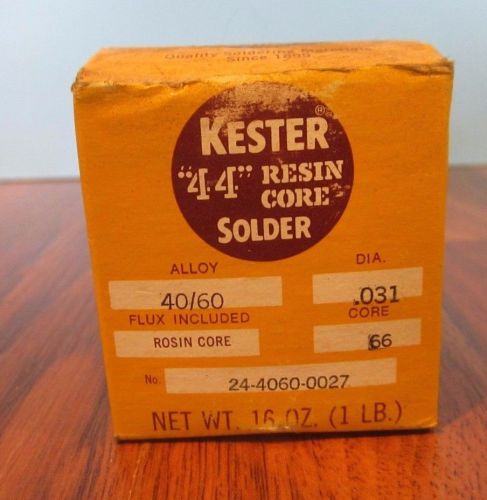 Quality Soldering Materials
Since 1899
KESTER®
"44" RESIN
CORE
SOLDER
ALLOY
DIA.
40/60
.031
FLUX INCLUDED
CORE
ROSIN CORE
66
No.
24-4060-0027
NET WT. 16 OZ. (1 LB.)